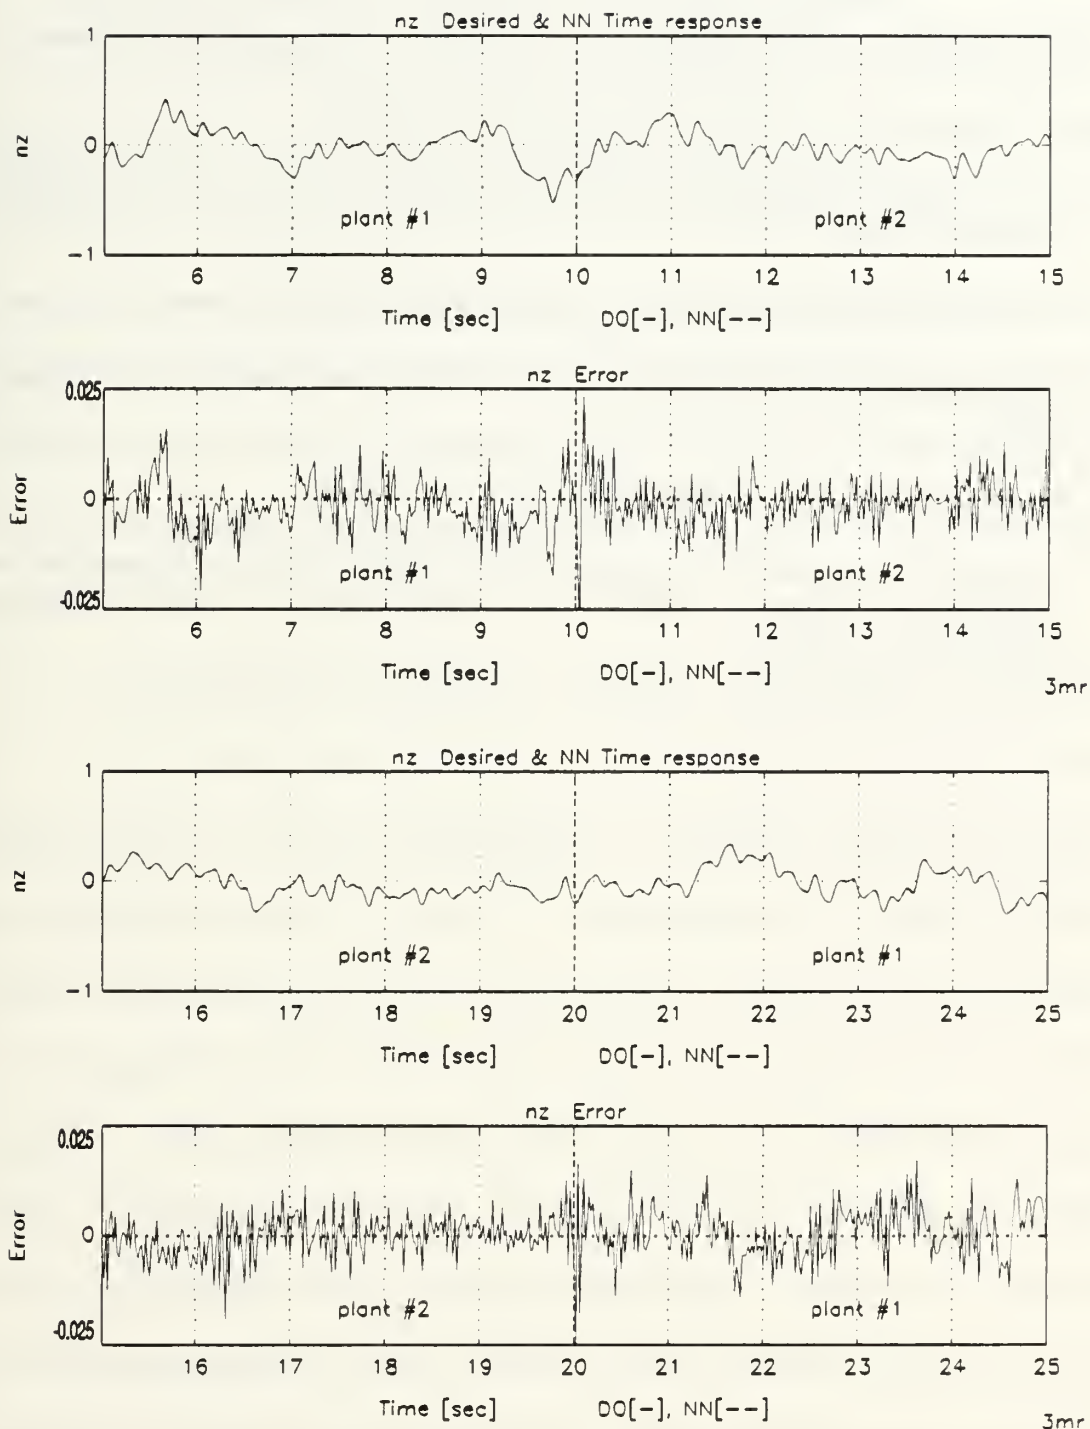 nz Desired & NN Time response
1
nz
0
plant #1
plant #2
-1
6 7 8 9 10 11 12 13 14 15
Time [sec] DO[-], NN[--]
nz Error
0.025
Error
0
plant #1
plant #2
-0.025
6 7 8 9 10 11 12 13 14 15
Time [sec] DO[-], NN[--]
3mr
nz Desired & NN Time response
1
nz
0
plant #2
plant #1
-1
16 17 18 19 20 21 22 23 24 25
Time [sec] DO[-], NN[--]
nz Error
0.025
Error
0
plant #2
plant #1
-0.025
16 17 18 19 20 21 22 23 24 25
Time [sec] DO[-], NN[--]
3mr